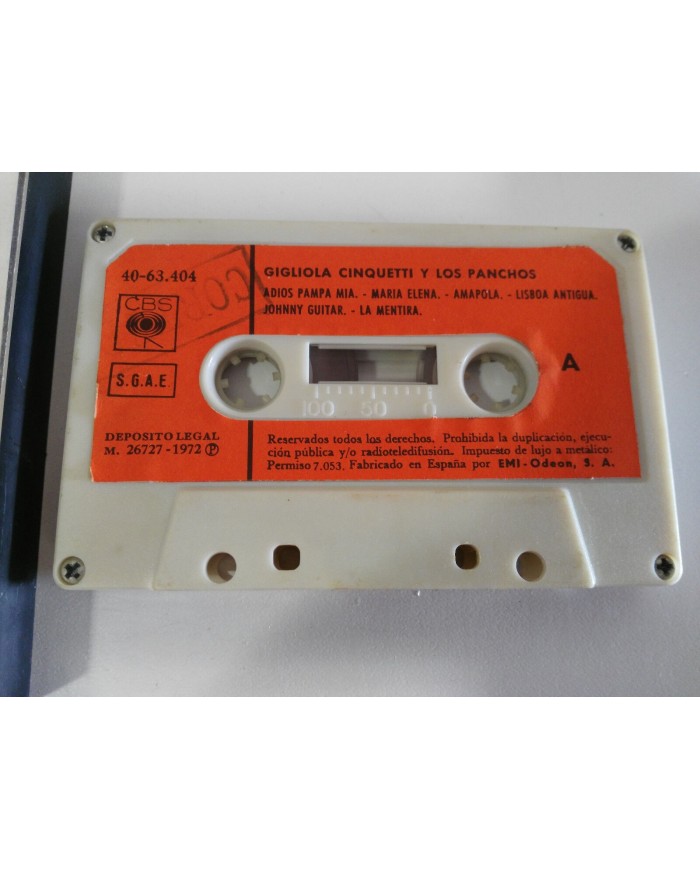 40-63.404
CBS
S.G.A.E.
DEPOSITO LEGAL
M. 26727-1972 Ⓟ
GIGLIOLA CINQUETTI Y LOS PANCHOS
ADIOS PAMPA MIA. - MARIA ELENA. - AMAPOLA. - LISBOA ANTIGUA.
JOHNNY GUITAR. - LA MENTIRA.
A
100 50 0
Reservados todos los derechos. Prohibida la duplicación, ejecu-
ción pública y/o radioteledifusión. Impuesto de lujo a metálico:
Permiso 7.053. Fabricado en España por EMI-Odeon, S. A.